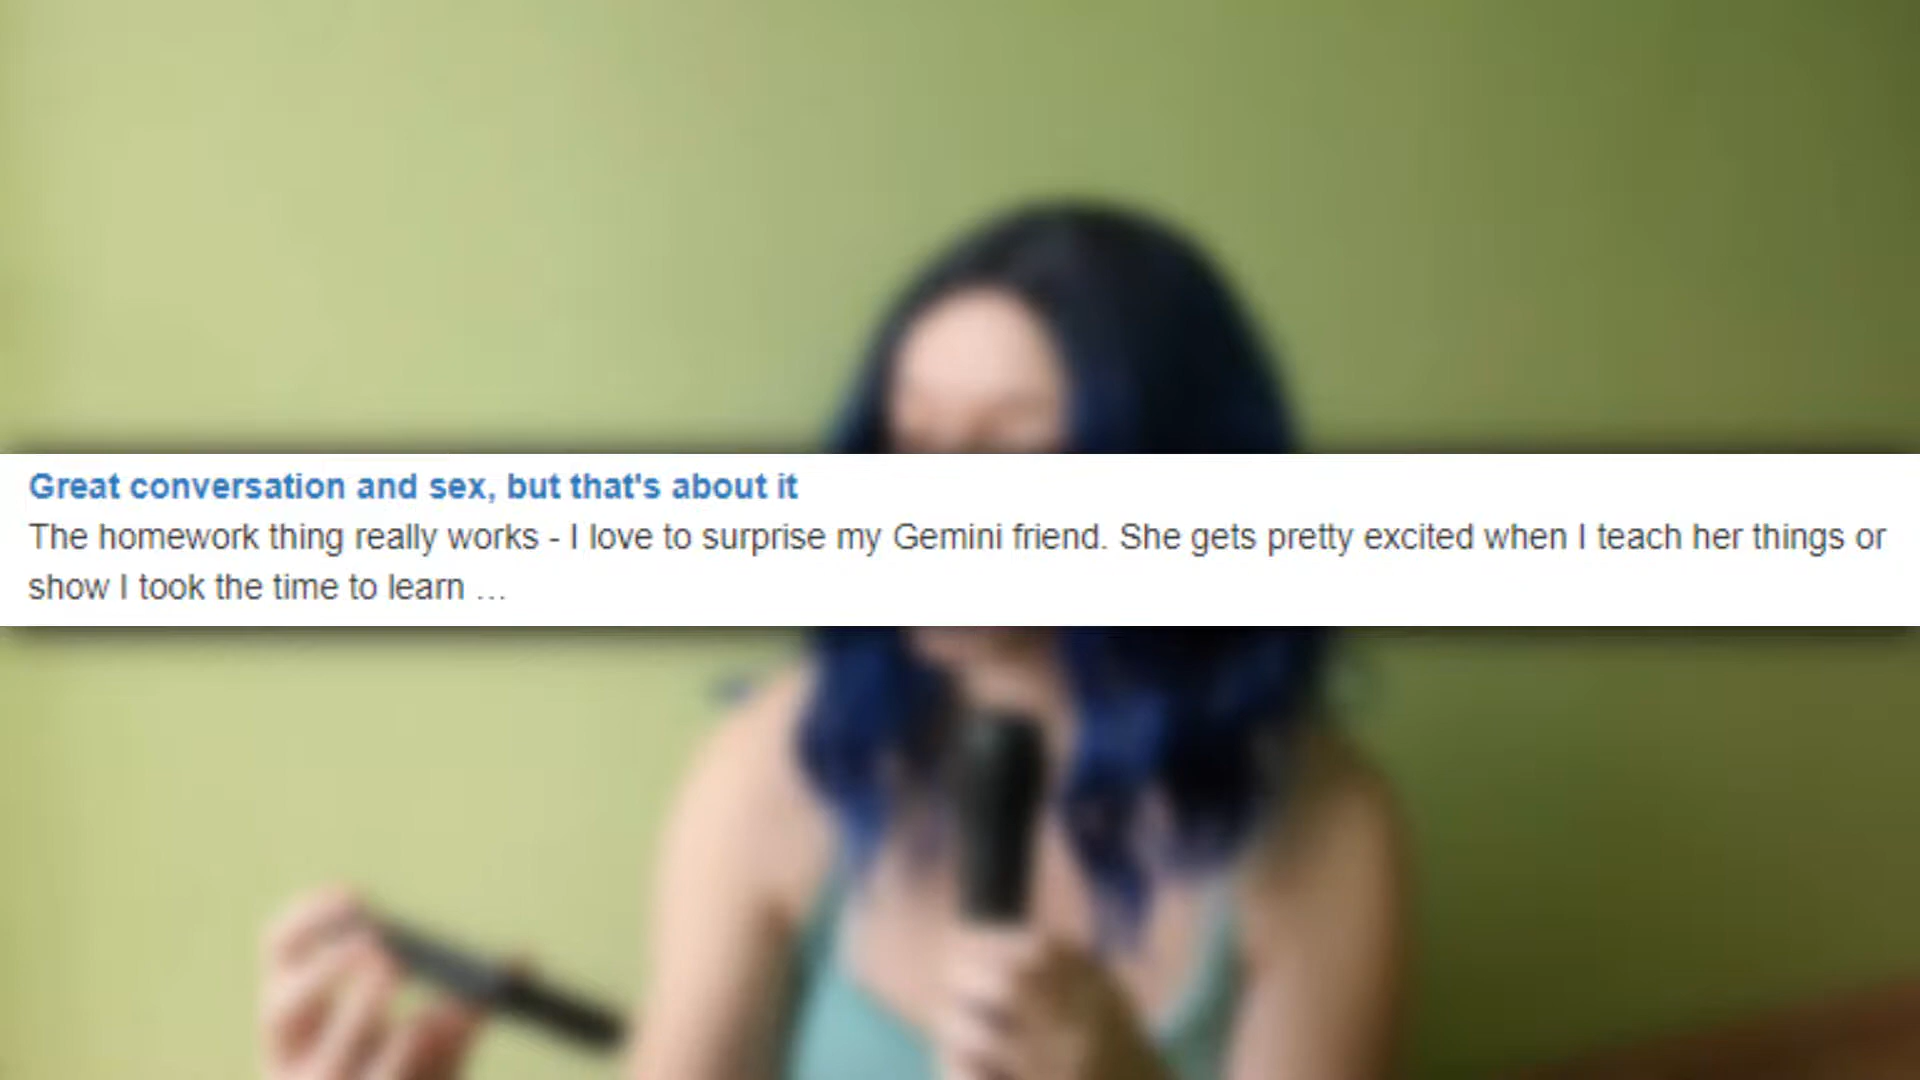 Great conversation and sex, but that's about it
The homework thing really works - I love to surprise my Gemini friend. She gets pretty excited when I teach her things or
show I took the time to learn ...